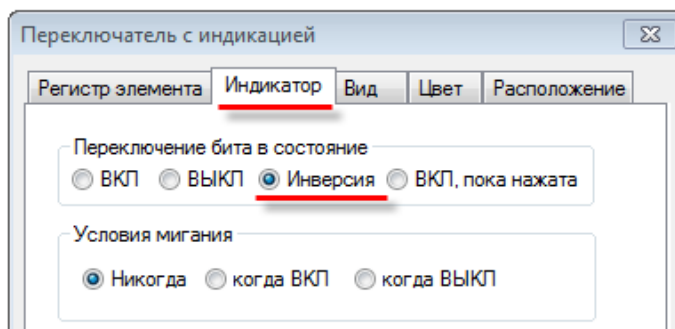 Переключатель с индикацией
Регистр элемента Индикатор Вид Цвет Расположение
Переключение бита в состояние
ВКЛ ВЫКЛ Инверсия ВКЛ, пока нажата
Условия мигания
Никогда когда ВКЛ когда ВЫКЛ